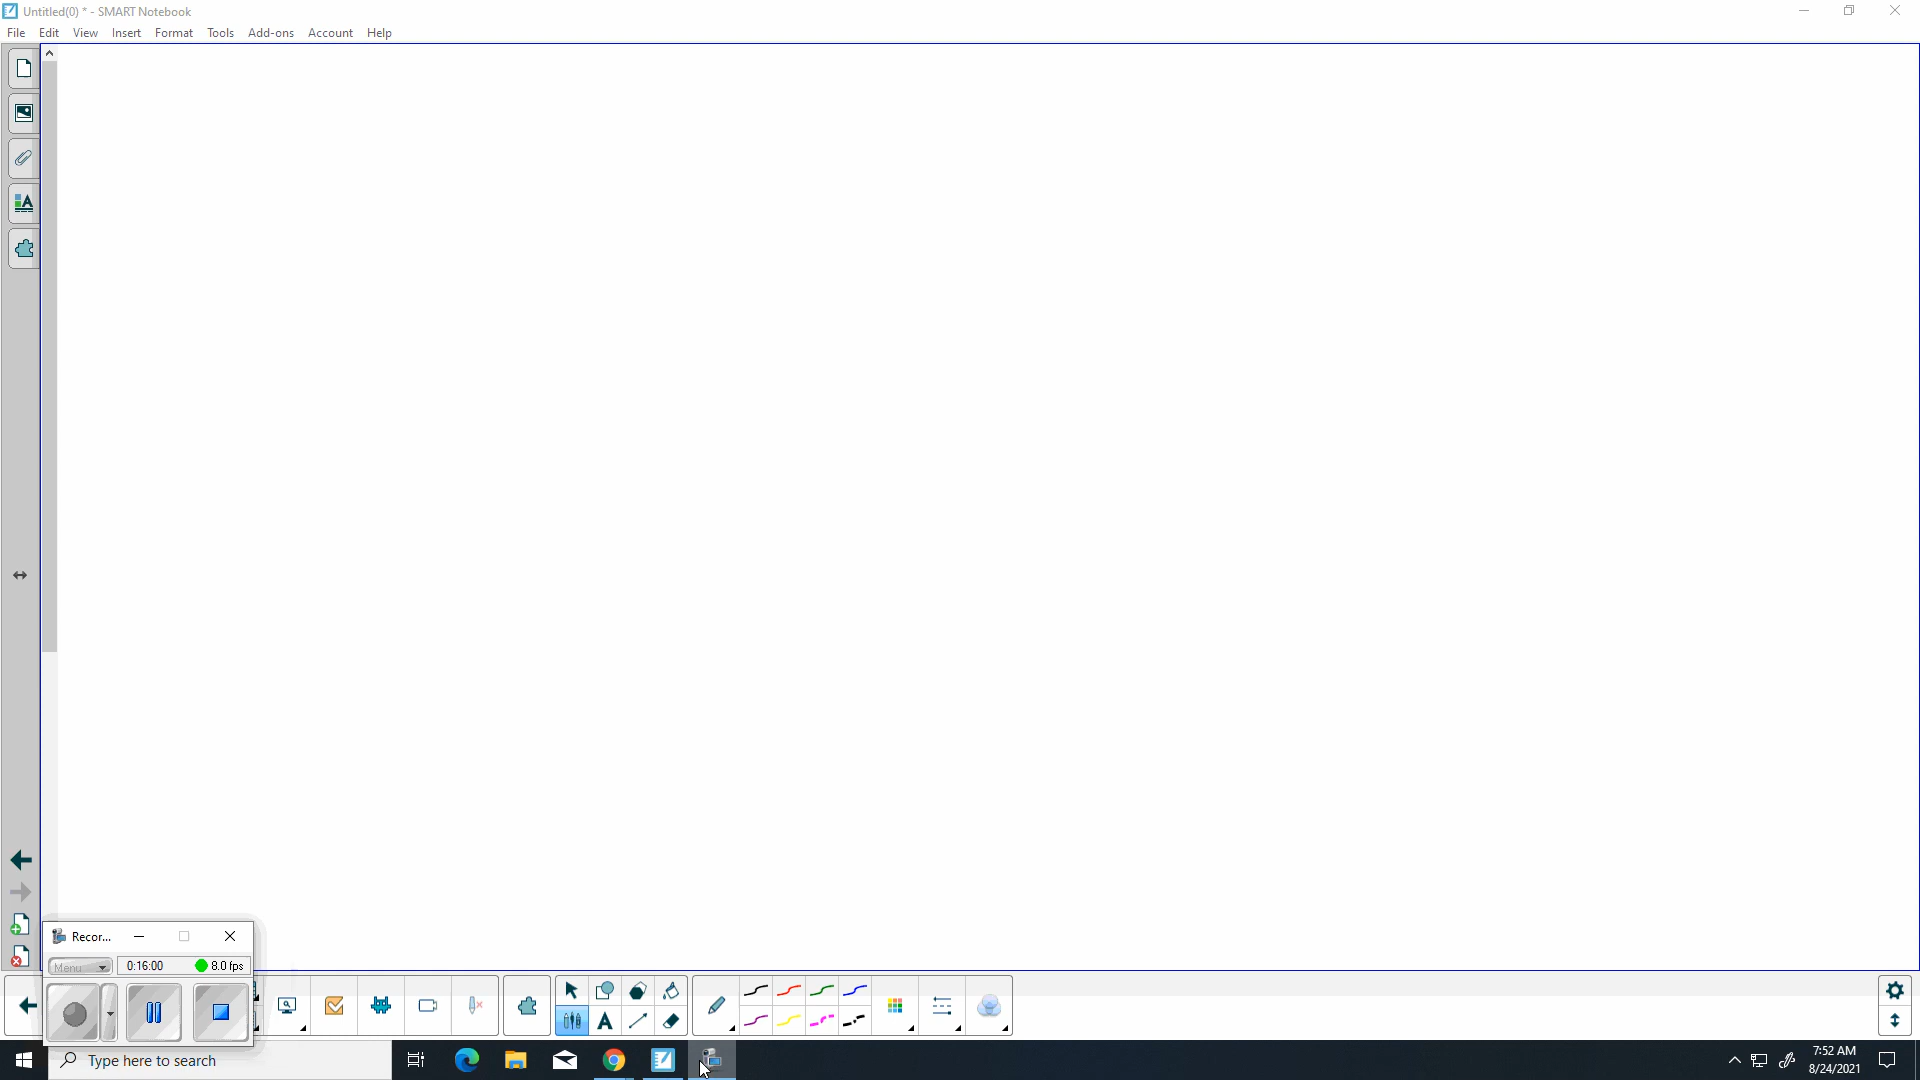 Untitled(0) * - SMART Notebook
File Edit View Insert Format Tools Add-ons Account Help
Recor...
Menu 0:16:00 8.0 fps
Type here to search
7:52 AM
8/24/2021